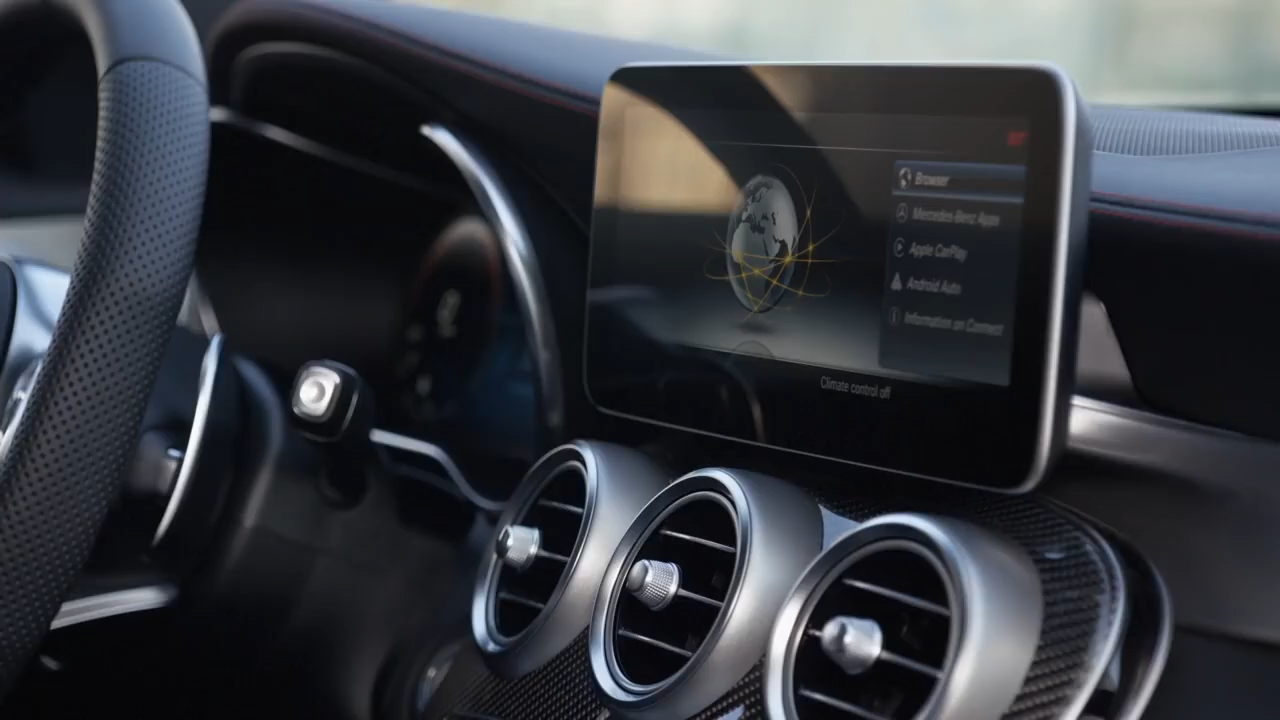 Browser
Mercedes-Benz Apps
Apple CarPlay
Android Auto
Information on Connect
Climate control off